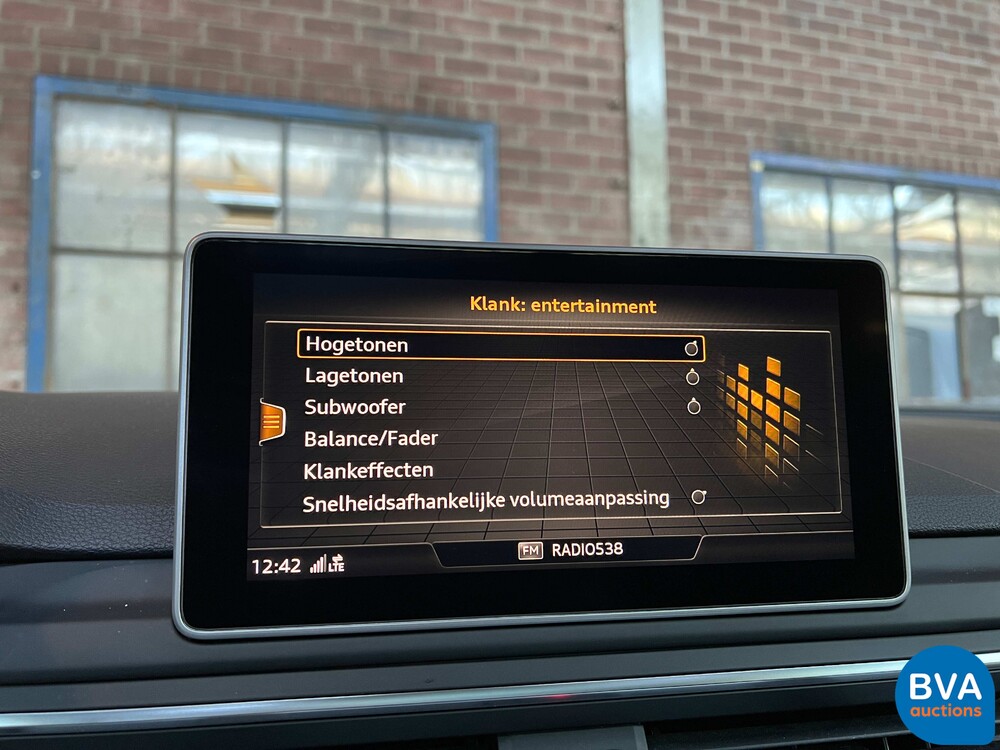 Klank: entertainment
Hogetonen
Lagetonen
Subwoofer
Balance/Fader
Klankeffecten
Snelheidsafhankelijke volumeaanpassing
12:42 LTE FM RADIO538
BVA
auctions